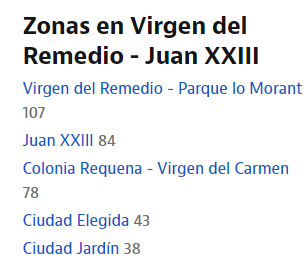 Zonas en Virgen del
Remedio - Juan XXIII
Virgen del Remedio - Parque lo Morant
107
Juan XXIII 84
Colonia Requena - Virgen del Carmen
78
Ciudad Elegida 43
Ciudad Jardín 38